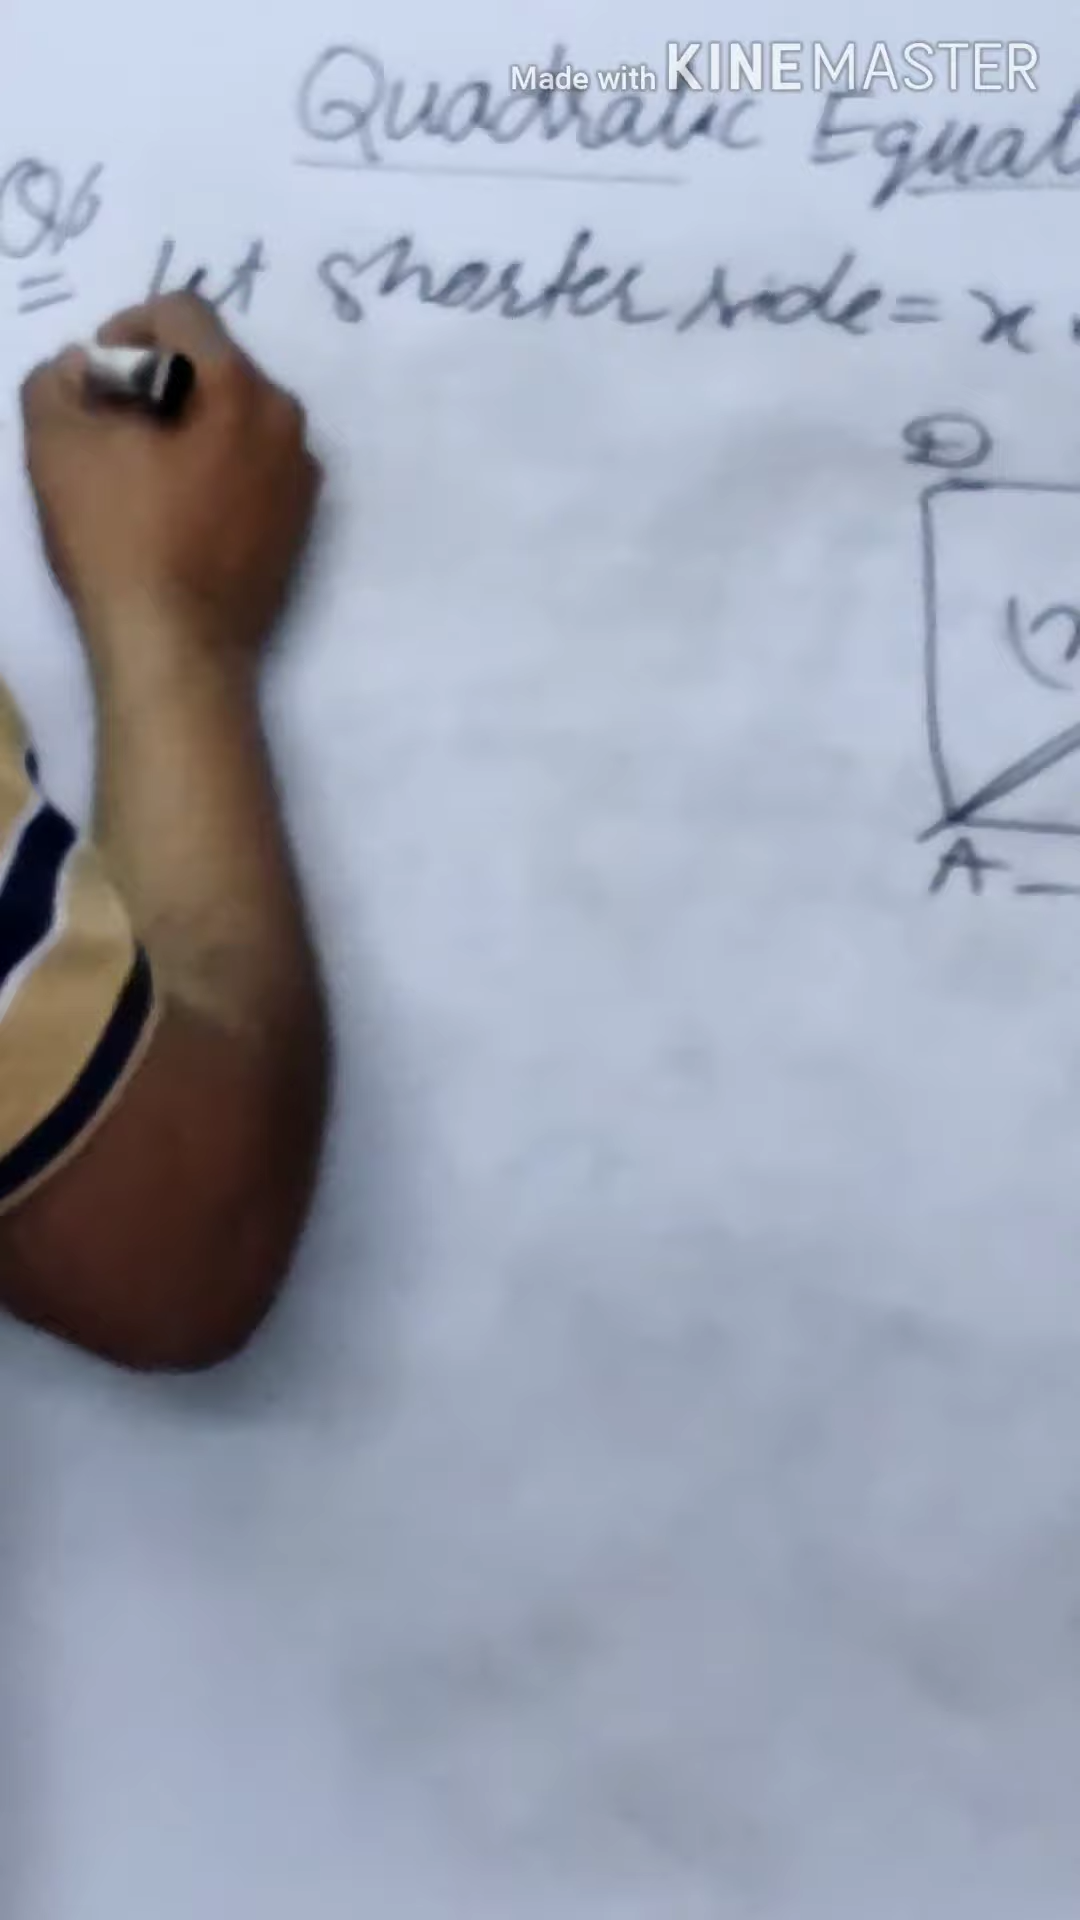 Made with KINEMASTER
Quadratic Equat
Q6
Let shorter side = x
D
A